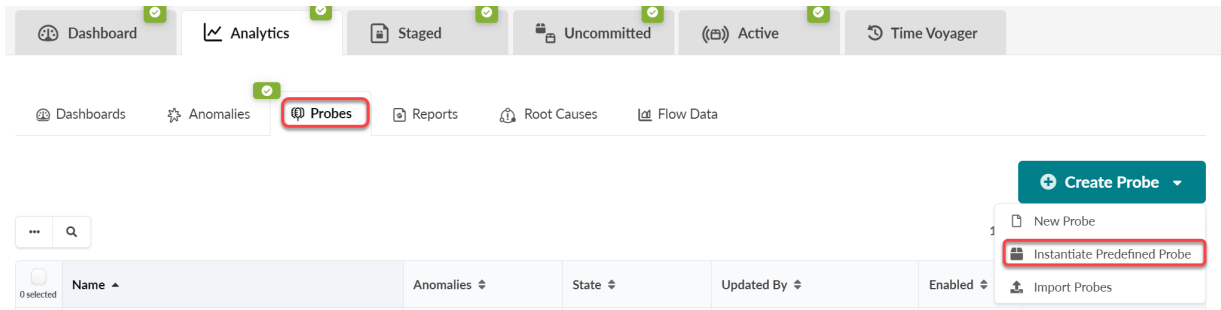 Dashboard Analytics Staged Uncommitted Active Time Voyager
Dashboards Anomalies Probes Reports Root Causes Flow Data
Create Probe
New Probe
1
Instantiate Predefined Probe
0 selected Name Anomalies State Updated By Enabled Import Probes